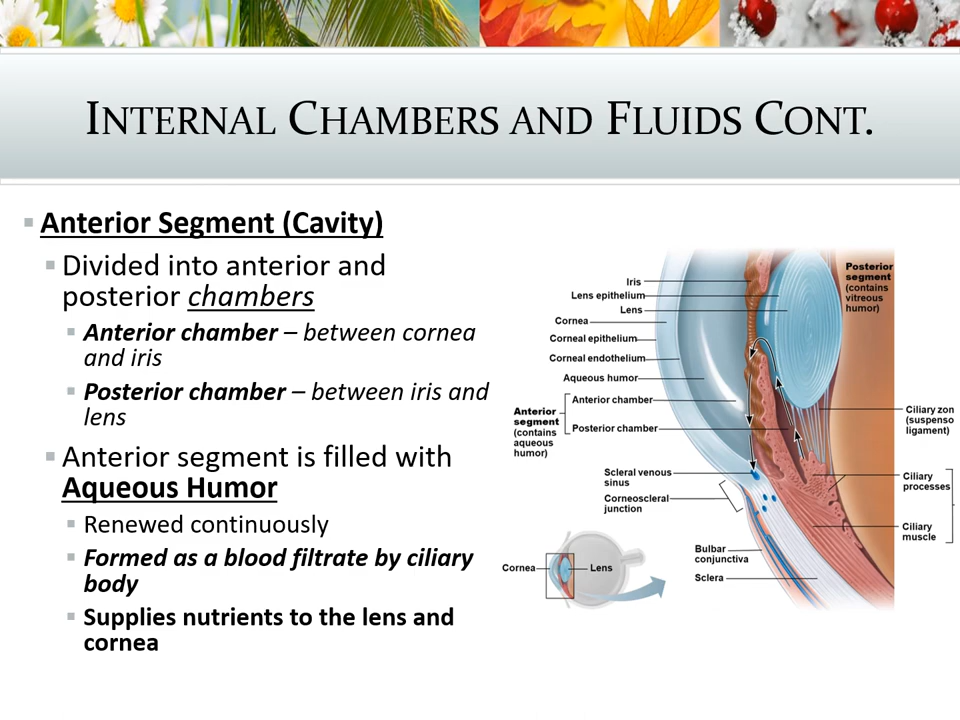 INTERNAL CHAMBERS AND FLUIDS CONT.
Anterior Segment (Cavity)
Divided into anterior and
posterior chambers
Anterior chamber – between cornea
and iris
Posterior chamber – between iris and
lens
Anterior segment is filled with
Aqueous Humor
Renewed continuously
Formed as a blood filtrate by ciliary
body
Supplies nutrients to the lens and
cornea
Iris
Lens epithelium
Lens
Cornea
Corneal epithelium
Corneal endothelium
Aqueous humor
Anterior
segment
(contains
aqueous
humor)
Anterior chamber
Posterior chamber
Scleral venous
sinus
Corneoscleral
junction
Bulbar
conjunctiva
Sclera
Cornea
Lens
Posterior
segment
(contains
vitreous
humor)
Ciliary zon
(suspenso
ligament)
Ciliary
processes
Ciliary
muscle